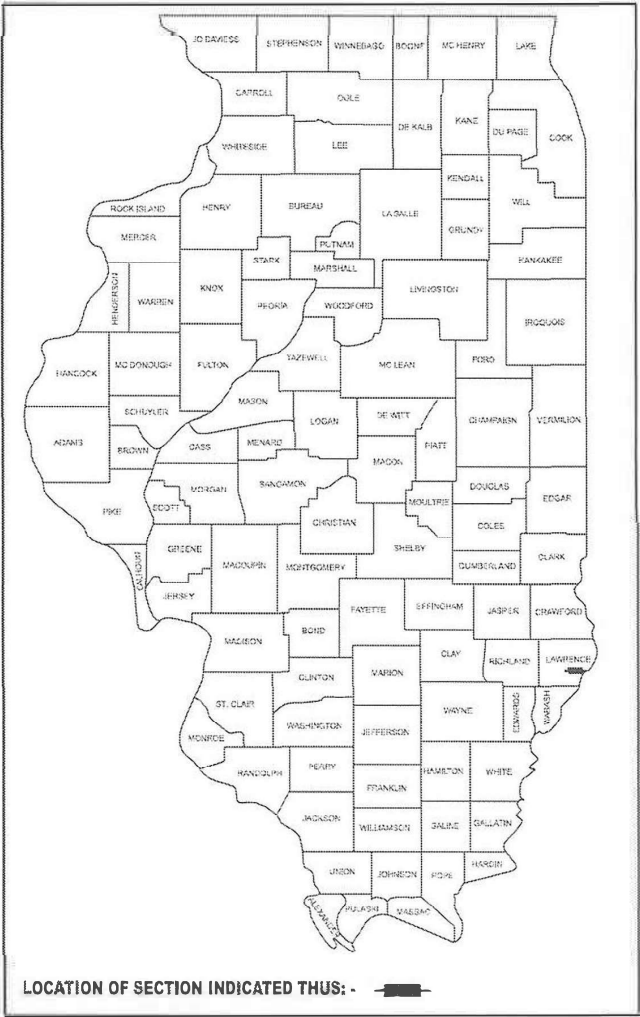 JO DAVIESS STEPHENSON WINNEBAGO BOONE MC HENRY LAKE
CARROLL OGLE
DE KALB KANE DU PAGE COOK
WHITESIDE LEE
KENDALL
ROCK ISLAND HENRY BUREAU LA SALLE WILL
MERCER PUTNAM GRUNDY
STARK MARSHALL KANKAKEE
HENDERSON WARREN KNOX PEORIA WOODFORD LIVINGSTON
IROQUOIS
HANCOCK MC DONOUGH FULTON TAZEWELL MC LEAN FORD
MASON
SCHUYLER LOGAN DE WITT CHAMPAIGN VERMILION
ADAMS BROWN CASS MENARD PIATT
MACON
MORGAN SANGAMON DOUGLAS
PIKE SCOTT MOULTRIE EDGAR
CHRISTIAN COLES
CALHOUN GREENE MACOUPIN MONTGOMERY SHELBY CUMBERLAND CLARK
JERSEY FAYETTE EFFINGHAM JASPER CRAWFORD
MADISON BOND
CLAY RICHLAND LAWRENCE
CLINTON MARION
ST. CLAIR WAYNE EDWARDS WABASH
WASHINGTON JEFFERSON
MONROE
RANDOLPH PERRY HAMILTON WHITE
FRANKLIN
JACKSON WILLIAMSON SALINE GALLATIN
UNION JOHNSON POPE HARDIN
ALEXANDER PULASKI MASSAC
LOCATION OF SECTION INDICATED THUS: -